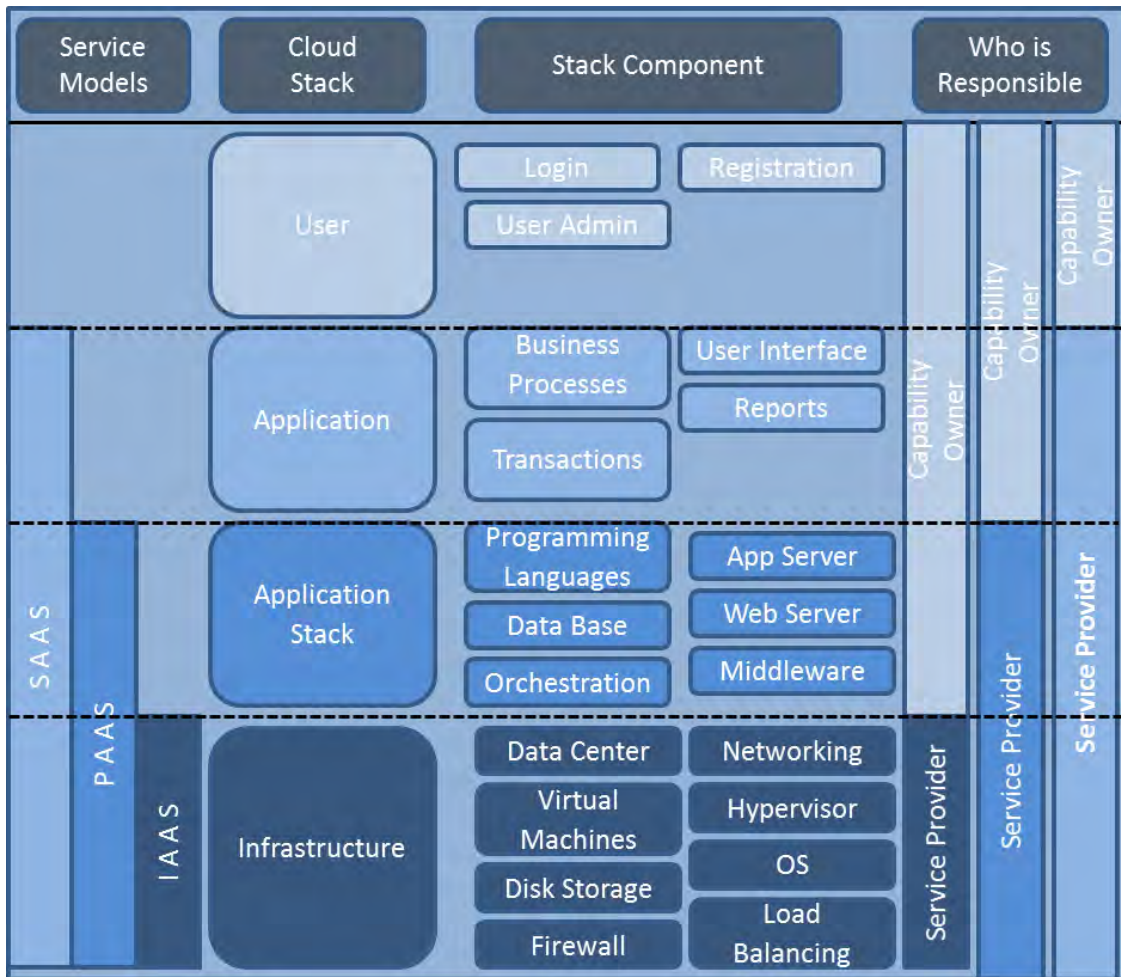 Service
Models
Cloud
Stack
Stack Component
Who is
Responsible
User
Login
Registration
User Admin
Capability
Owner
Capability
Owner
Capability
Owner
Application
Business
Processes
User Interface
Reports
Transactions
Application
Stack
Programming
Languages
App Server
Data Base
Web Server
Orchestration
Middleware
SAAS
PAAS
IAAS
Infrastructure
Data Center
Networking
Virtual
Machines
Hypervisor
OS
Disk Storage
Firewall
Load
Balancing
Service Provider
Service Provider
Service Provider